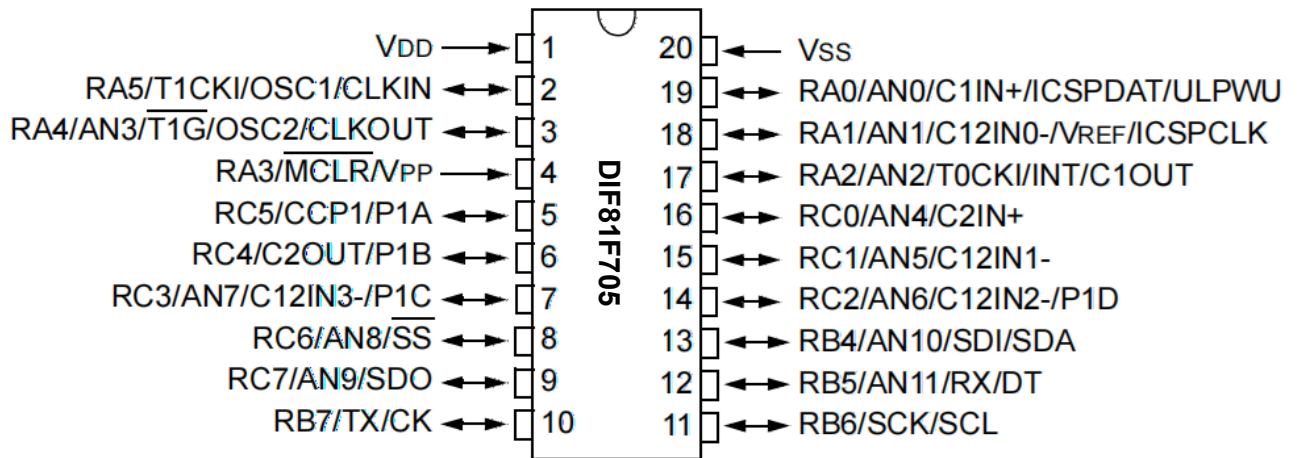 VDD 1 20 VSS
RA5/T1CKI/OSC1/CLKIN 2 19 RA0/AN0/C1IN+/ICSPDAT/ULPWU
RA4/AN3/T1G/OSC2/CLKOUT 3 18 RA1/AN1/C12IN0-/VREF/ICSPCLK
RA3/MCLR/VPP 4 17 RA2/AN2/T0CKI/INT/C1OUT
RC5/CCP1/P1A 5 16 RC0/AN4/C2IN+
RC4/C2OUT/P1B 6 15 RC1/AN5/C12IN1-
RC3/AN7/C12IN3-/P1C 7 14 RC2/AN6/C12IN2-/P1D
RC6/AN8/SS 8 13 RB4/AN10/SDI/SDA
RC7/AN9/SDO 9 12 RB5/AN11/RX/DT
RB7/TX/CK 10 11 RB6/SCK/SCL
DIF81F705